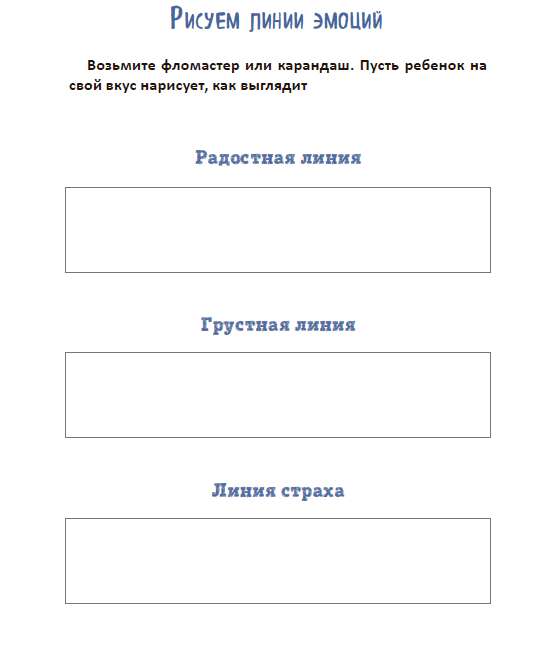 Рисуем линии эмоций
Возьмите фломастер или карандаш. Пусть ребенок на
свой вкус нарисует, как выглядит
Радостная линия
Грустная линия
Линия страха